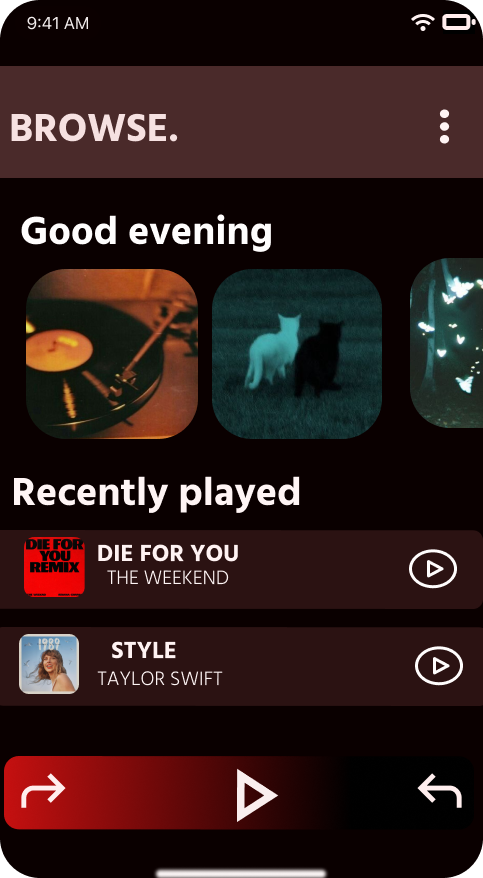 9:41 AM
BROWSE.
Good evening
Recently played
DIE FOR
YOU
REMIX
DIE FOR YOU
THE WEEKEND
1989
STYLE
TAYLOR SWIFT